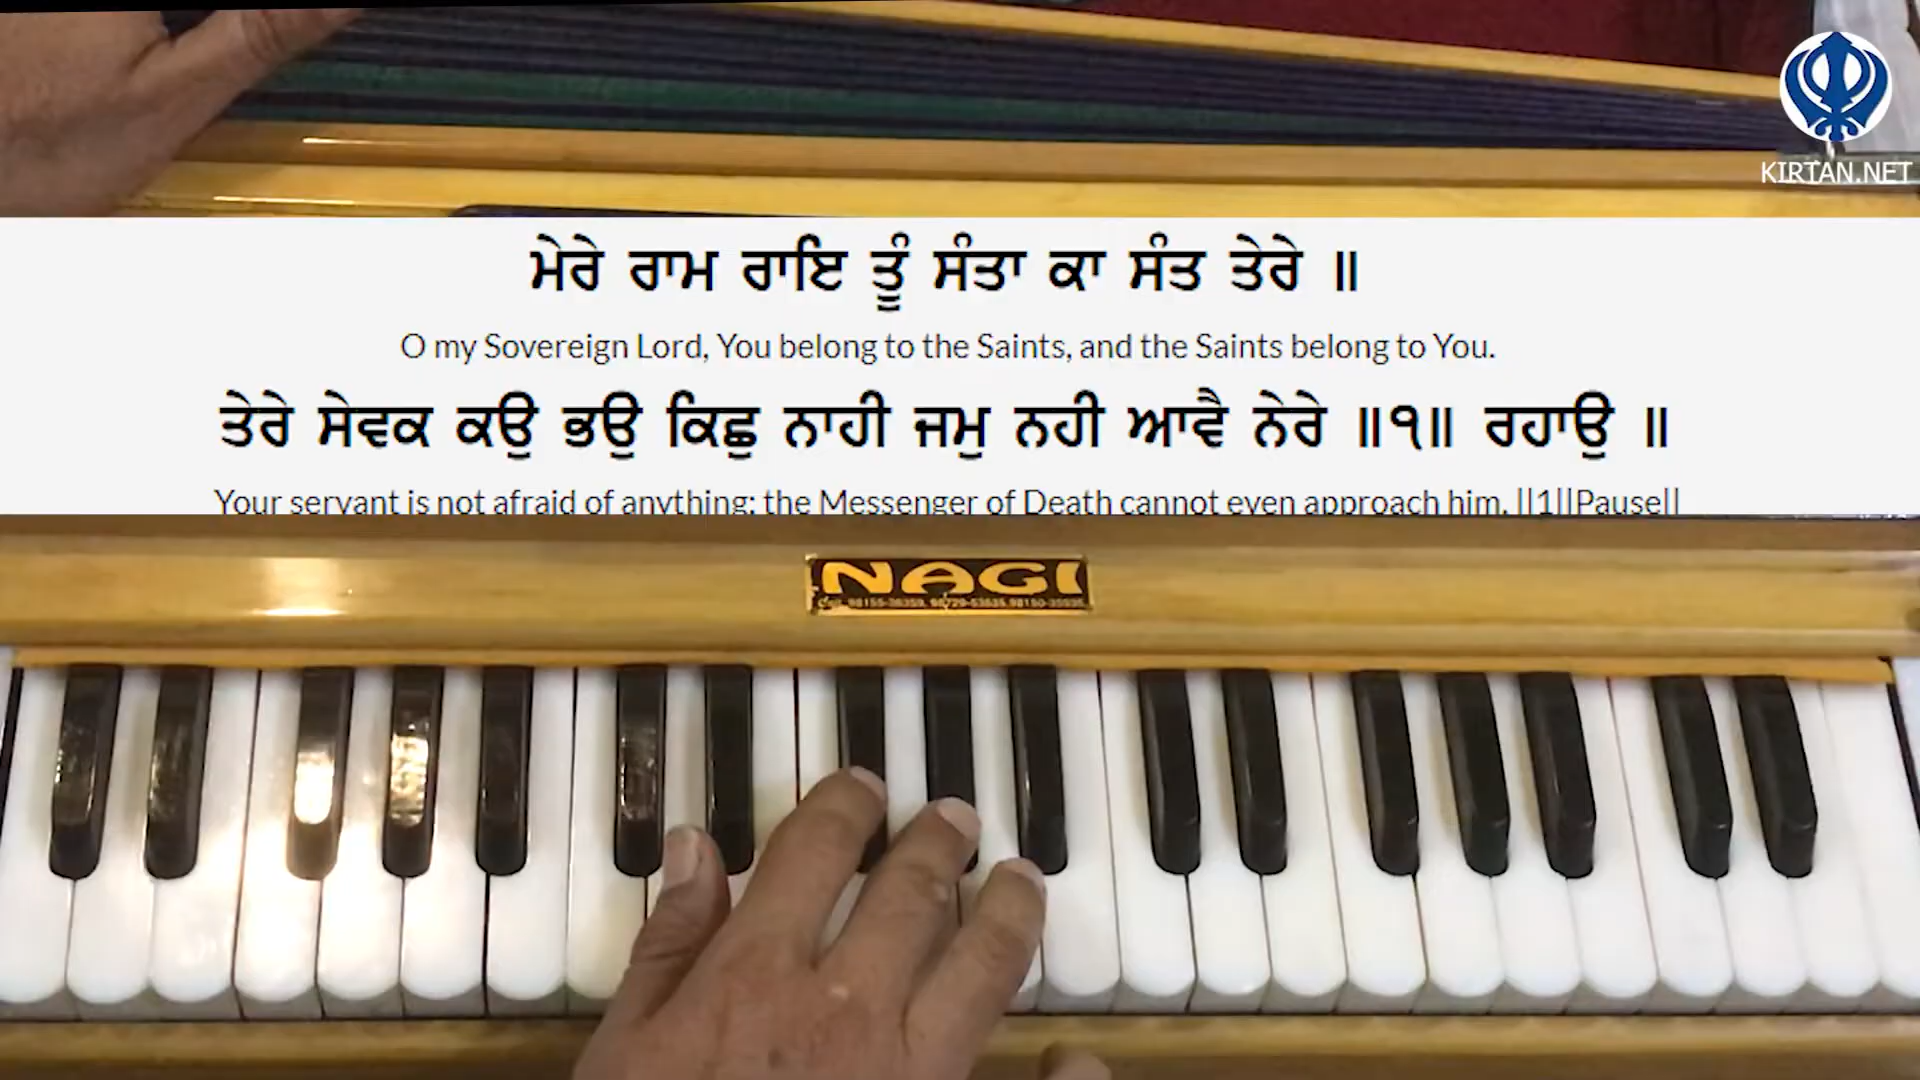 KIRTAN.NET
ਮੇਰੇ ਰਾਮ ਰਾਇ ਤੂੰ ਸੰਤਾ ਕਾ ਸੰਤ ਤੇਰੇ ॥
O my Sovereign Lord, You belong to the Saints, and the Saints belong to You.
ਤੇਰੇ ਸੇਵਕ ਕਉ ਭਉ ਕਿਛੁ ਨਾਹੀ ਜਮੁ ਨਹੀ ਆਵੈ ਨੇਰੇ ॥੧॥ ਰਹਾਉ ॥
Your servant is not afraid of anything; the Messenger of Death cannot even approach him. ||1||Pause||
NAGI